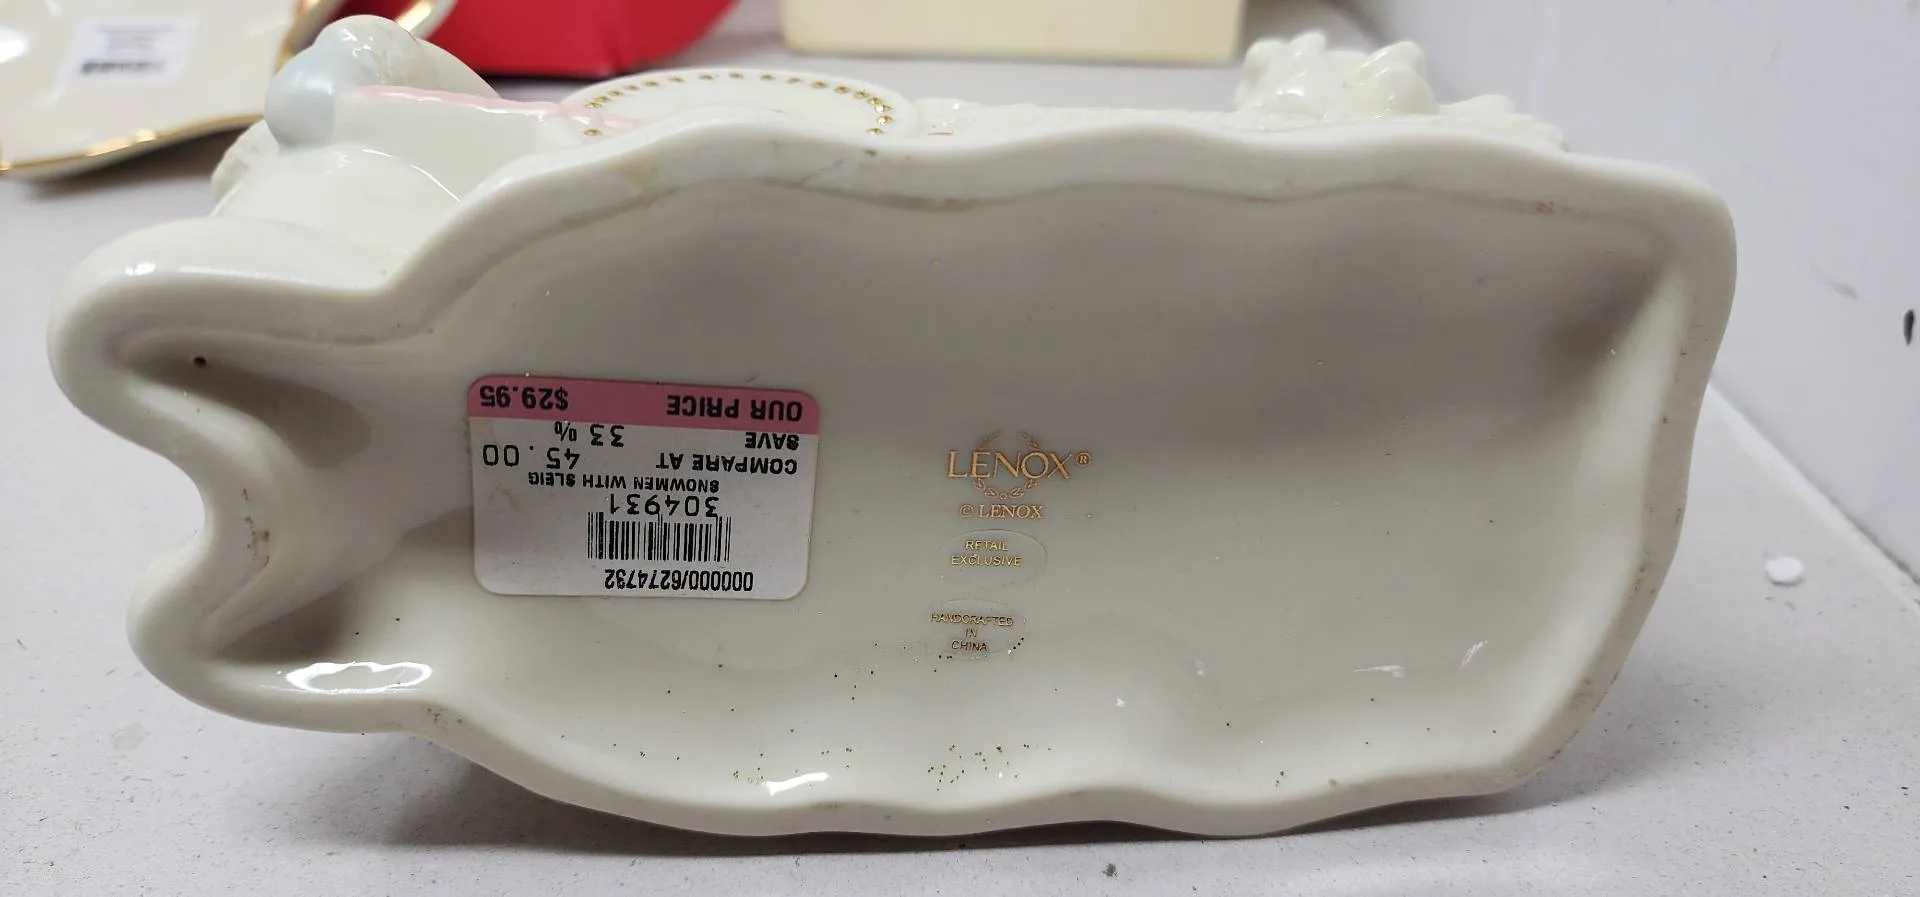 OUR PRICE $29.95
SAVE 33 %
COMPARE AT 45.00
SNOWMEN WITH SLEIG
304931
000000/6274732
LENOX®
© LENOX
RETAIL
EXCLUSIVE
HANDCRAFTED
IN
CHINA